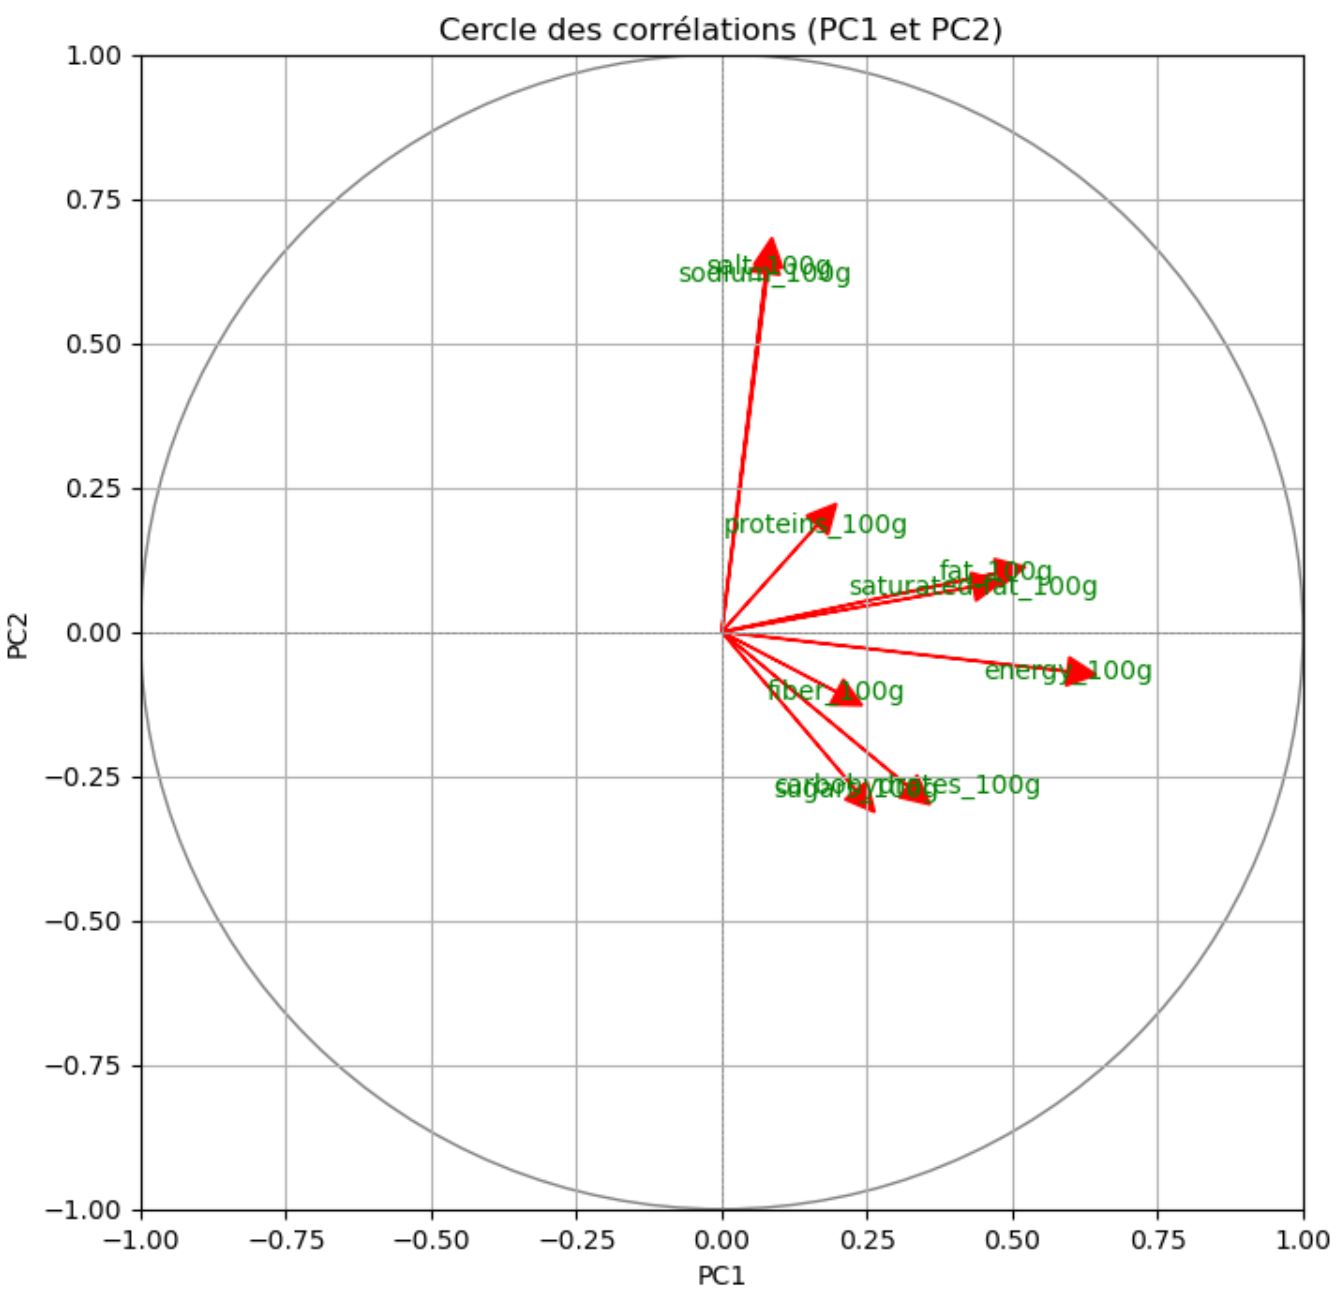 Cercle des corrélations (PC1 et PC2)
1.00
0.75
0.50
0.25
0.00
−0.25
−0.50
−0.75
−1.00
PC2
salt_100g
sodium_100g
proteins_100g
fat_100g
saturated-fat_100g
energy_100g
fiber_100g
carbohydrates_100g
sugars_100g
−1.00 −0.75 −0.50 −0.25 0.00 0.25 0.50 0.75 1.00
PC1